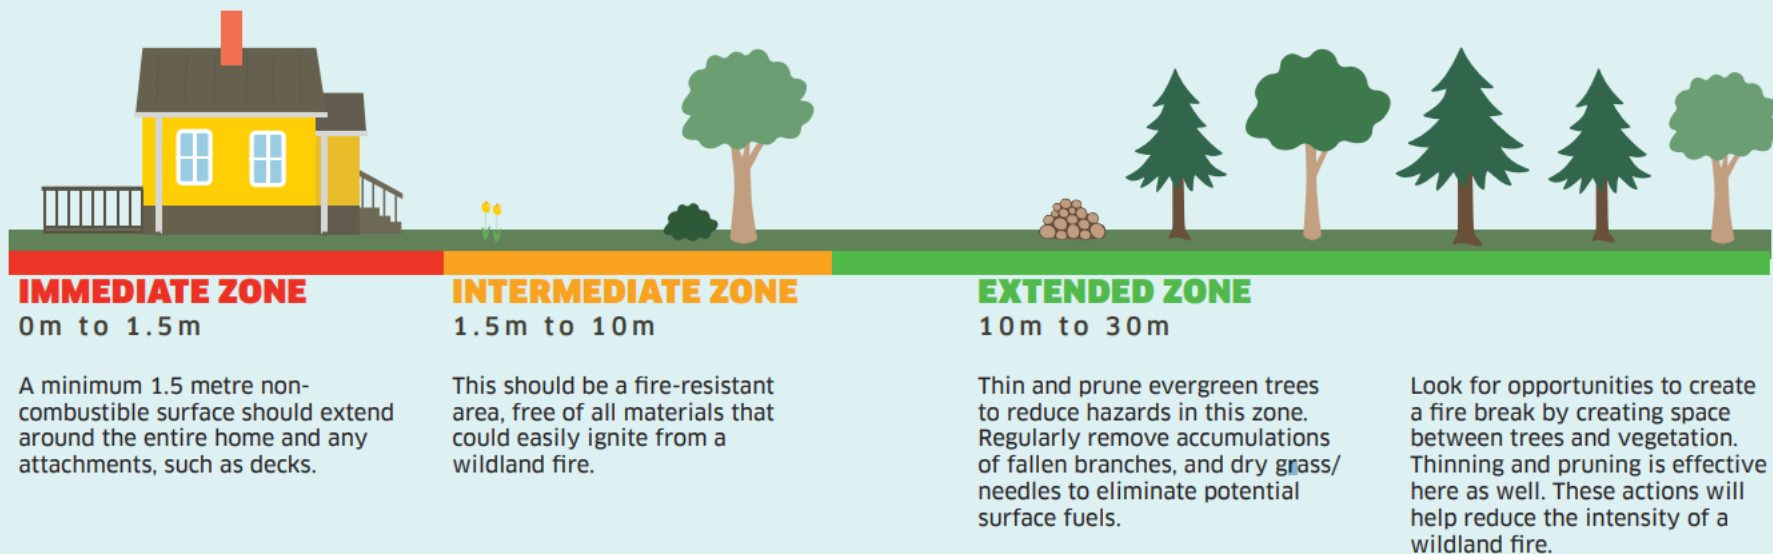 IMMEDIATE ZONE
0m to 1.5m
A minimum 1.5 metre non-
combustible surface should extend
around the entire home and any
attachments, such as decks.
INTERMEDIATE ZONE
1.5m to 10m
This should be a fire-resistant
area, free of all materials that
could easily ignite from a
wildland fire.
EXTENDED ZONE
10m to 30m
Thin and prune evergreen trees
to reduce hazards in this zone.
Regularly remove accumulations
of fallen branches, and dry grass/
needles to eliminate potential
surface fuels.
Look for opportunities to create
a fire break by creating space
between trees and vegetation.
Thinning and pruning is effective
here as well. These actions will
help reduce the intensity of a
wildland fire.